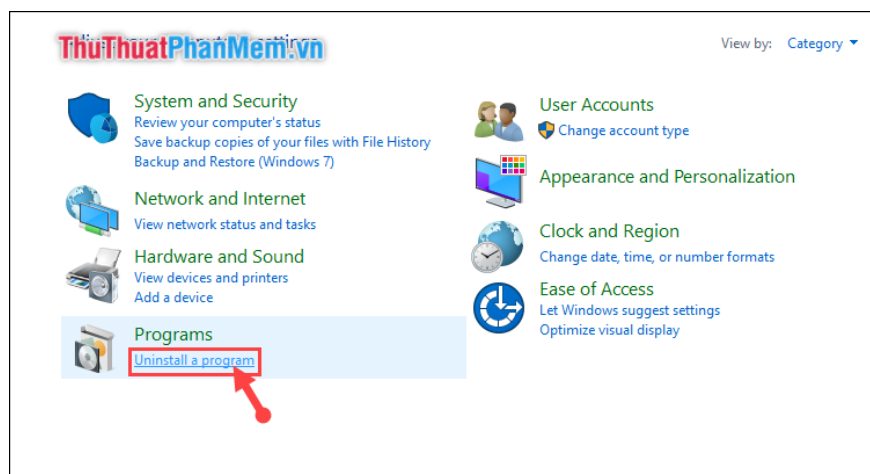 ThuThuatPhanMem.vn
View by: Category
System and Security
Review your computer's status
Save backup copies of your files with File History
Backup and Restore (Windows 7)
Network and Internet
View network status and tasks
Hardware and Sound
View devices and printers
Add a device
Programs
Uninstall a program
User Accounts
Change account type
Appearance and Personalization
Clock and Region
Change date, time, or number formats
Ease of Access
Let Windows suggest settings
Optimize visual display